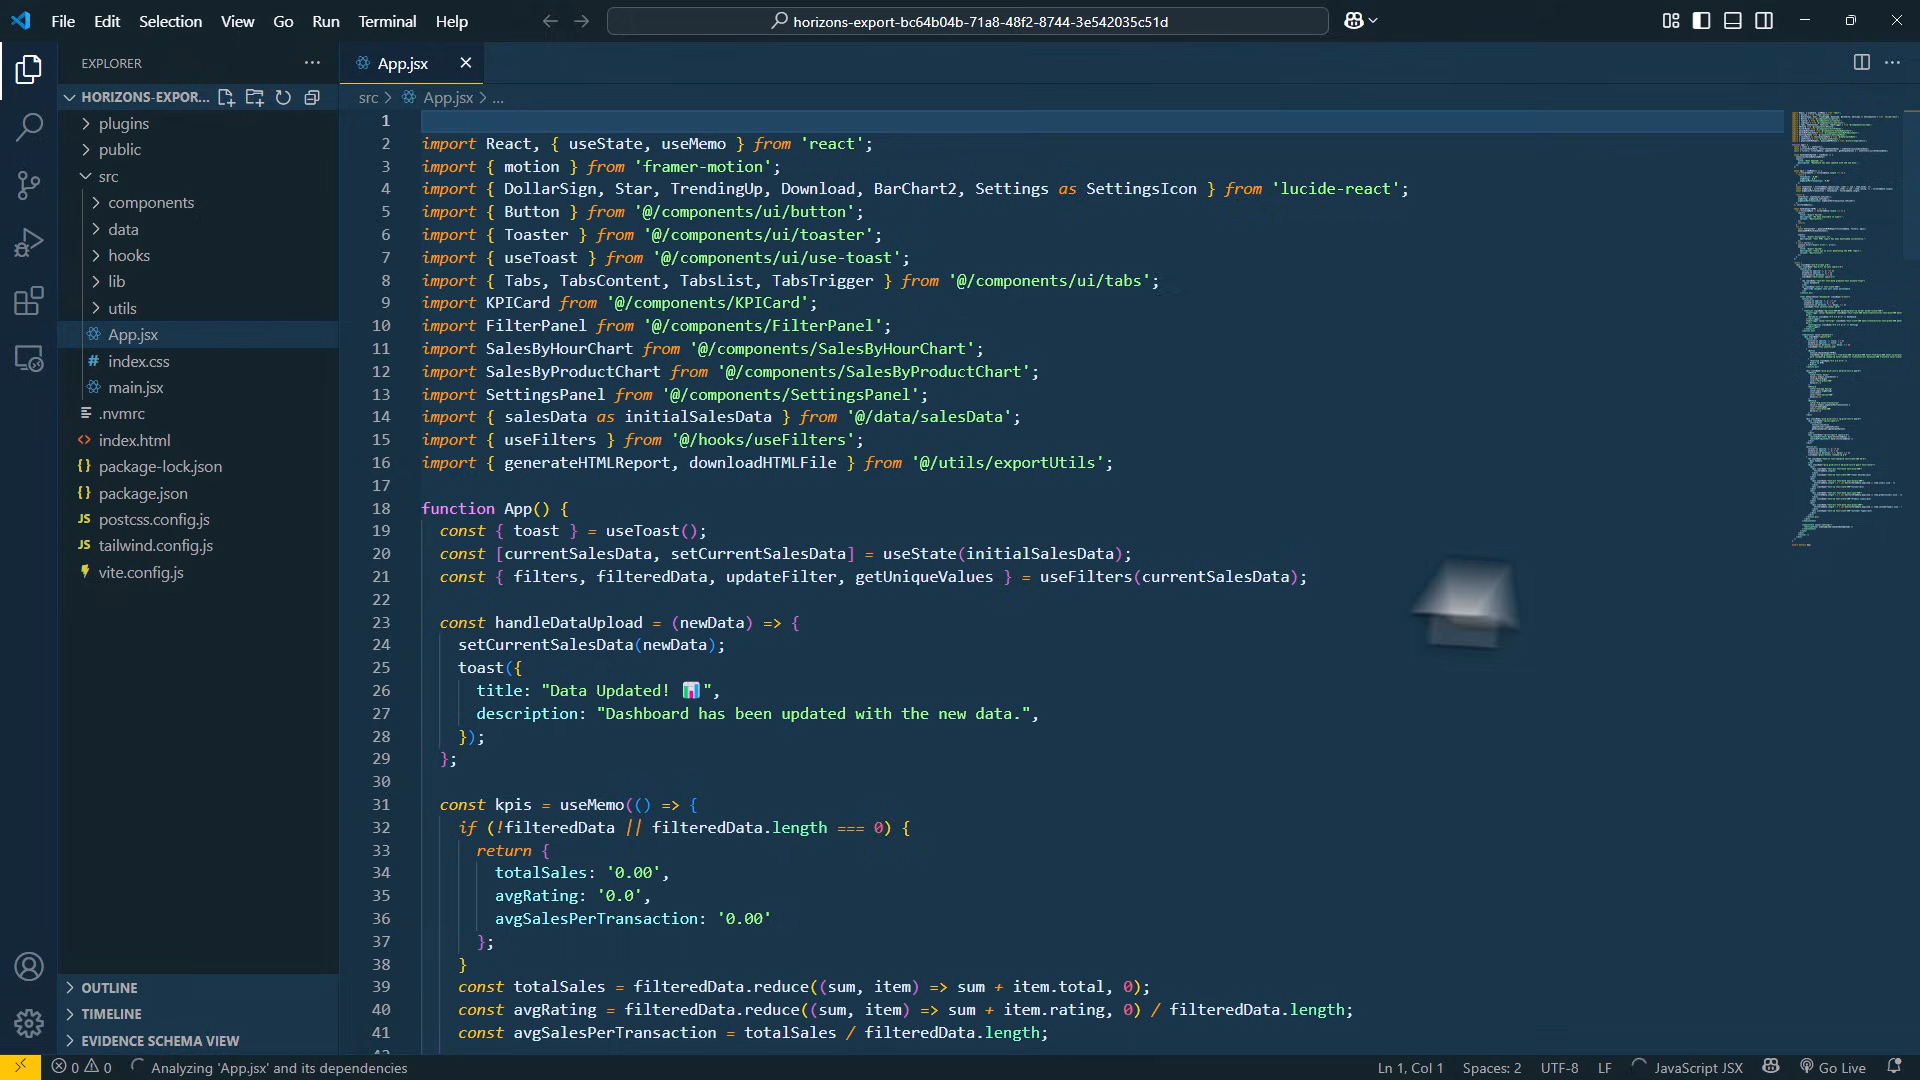 File Edit Selection View Go Run Terminal Help
horizons-export-bc64b04b-71a8-48f2-8744-3e542035c51d
EXPLORER
HORIZONS-EXPOR...
plugins
public
src
components
data
hooks
lib
utils
App.jsx
# index.css
main.jsx
.nvmrc
<> index.html
{} package-lock.json
{} package.json
JS postcss.config.js
JS tailwind.config.js
vite.config.js
OUTLINE
TIMELINE
EVIDENCE SCHEMA VIEW
App.jsx
src > App.jsx > ...
1
2 import React, { useState, useMemo } from 'react';
3 import { motion } from 'framer-motion';
4 import { DollarSign, Star, TrendingUp, Download, BarChart2, Settings as SettingsIcon } from 'lucide-react';
5 import { Button } from '@/components/ui/button';
6 import { Toaster } from '@/components/ui/toaster';
7 import { useToast } from '@/components/ui/use-toast';
8 import { Tabs, TabsContent, TabsList, TabsTrigger } from '@/components/ui/tabs';
9 import KPICard from '@/components/KPICard';
10 import FilterPanel from '@/components/FilterPanel';
11 import SalesByHourChart from '@/components/SalesByHourChart';
12 import SalesByProductChart from '@/components/SalesByProductChart';
13 import SettingsPanel from '@/components/SettingsPanel';
14 import { salesData as initialSalesData } from '@/data/salesData';
15 import { useFilters } from '@/hooks/useFilters';
16 import { generateHTMLReport, downloadHTMLFile } from '@/utils/exportUtils';
17
18 function App() {
19 const { toast } = useToast();
20 const [currentSalesData, setCurrentSalesData] = useState(initialSalesData);
21 const { filters, filteredData, updateFilter, getUniqueValues } = useFilters(currentSalesData);
22
23 const handleDataUpload = (newData) => {
24 setCurrentSalesData(newData);
25 toast({
26 title: "Data Updated! 📊",
27 description: "Dashboard has been updated with the new data.",
28 });
29 };
30
31 const kpis = useMemo(() => {
32 if (!filteredData || filteredData.length === 0) {
33 return {
34 totalSales: '0.00',
35 avgRating: '0.0',
36 avgSalesPerTransaction: '0.00'
37 };
38 }
39 const totalSales = filteredData.reduce((sum, item) => sum + item.total, 0);
40 const avgRating = filteredData.reduce((sum, item) => sum + item.rating, 0) / filteredData.length;
41 const avgSalesPerTransaction = totalSales / filteredData.length;
0 0 Analyzing 'App.jsx' and its dependencies
Ln 1, Col 1 Spaces: 2 UTF-8 LF JavaScript JSX Go Live